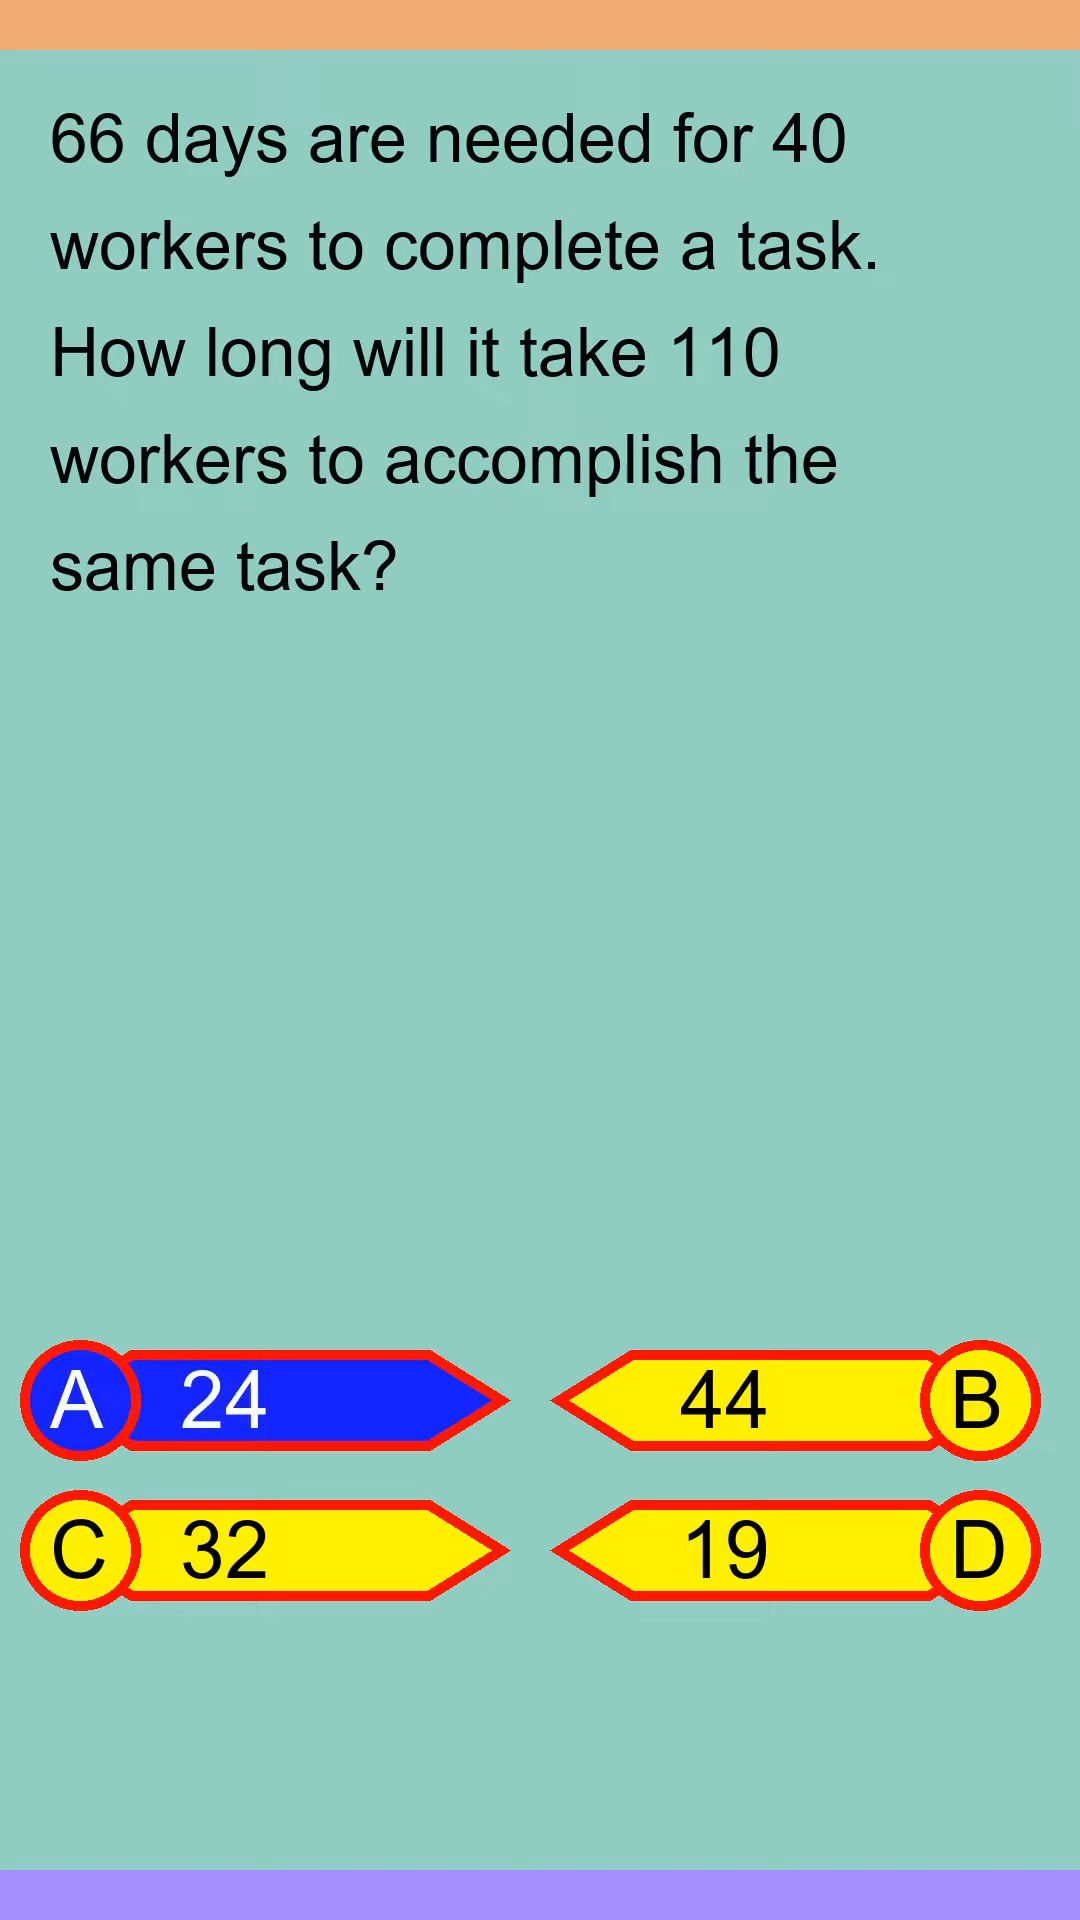 66 days are needed for 40
workers to complete a task.
How long will it take 110
workers to accomplish the
same task?
A 24
44 B
C 32
19 D